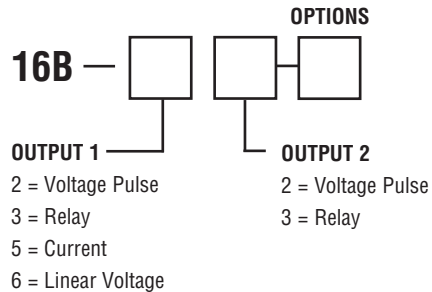 OPTIONS
16B —
OUTPUT 1
2 = Voltage Pulse
3 = Relay
5 = Current
6 = Linear Voltage
OUTPUT 2
2 = Voltage Pulse
3 = Relay